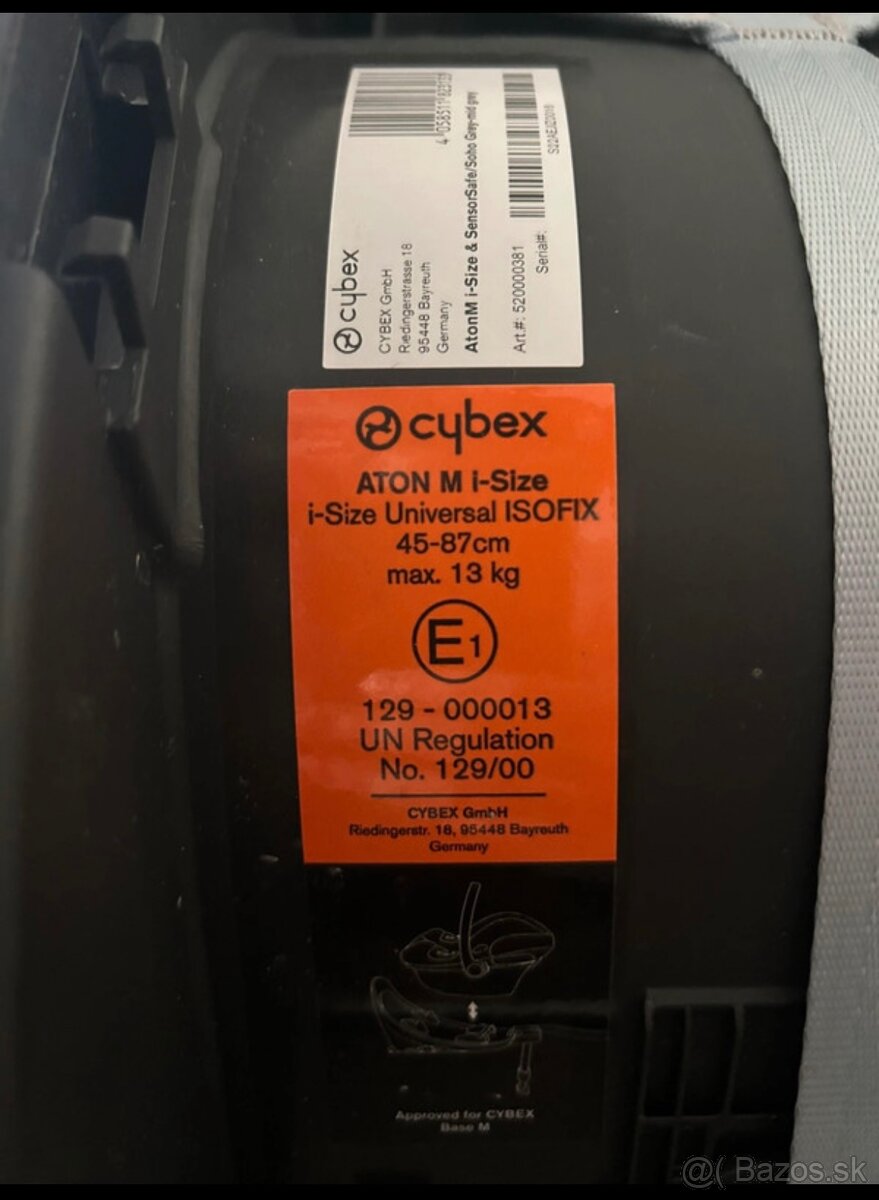 cybex
CYBEX GmbH
Riedingerstrasse 18
95448 Bayreuth
Germany
AtonM i-Size & SensorSafe/Soho Grey-mid grey
Art.#: 520000381
Serial#:
cybex
ATON M i-Size
i-Size Universal ISOFIX
45-87cm
max. 13 kg
E1
129 - 000013
UN Regulation
No. 129/00
CYBEX GmbH
Riedingerstr. 18, 95448 Bayreuth
Germany
Approved for CYBEX
Base M
@( Bazos.sk